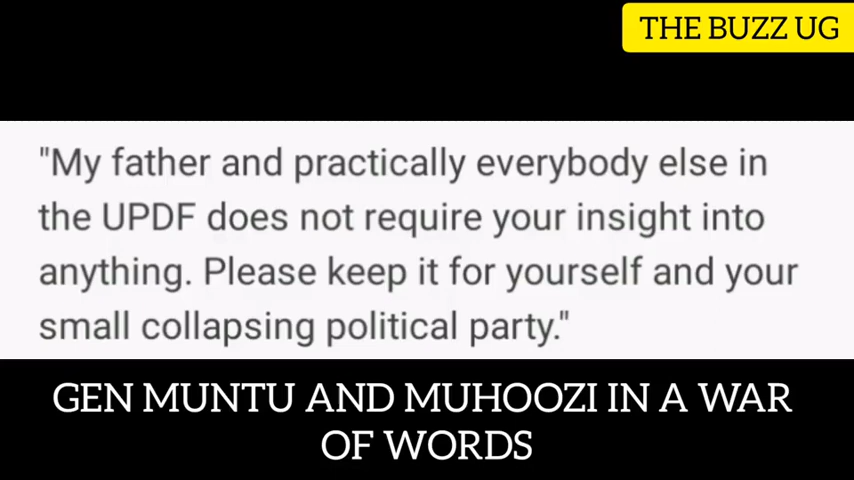 THE BUZZ UG
"My father and practically everybody else in
the UPDF does not require your insight into
anything. Please keep it for yourself and your
small collapsing political party."
GEN MUNTU AND MUHOOZI IN A WAR
OF WORDS